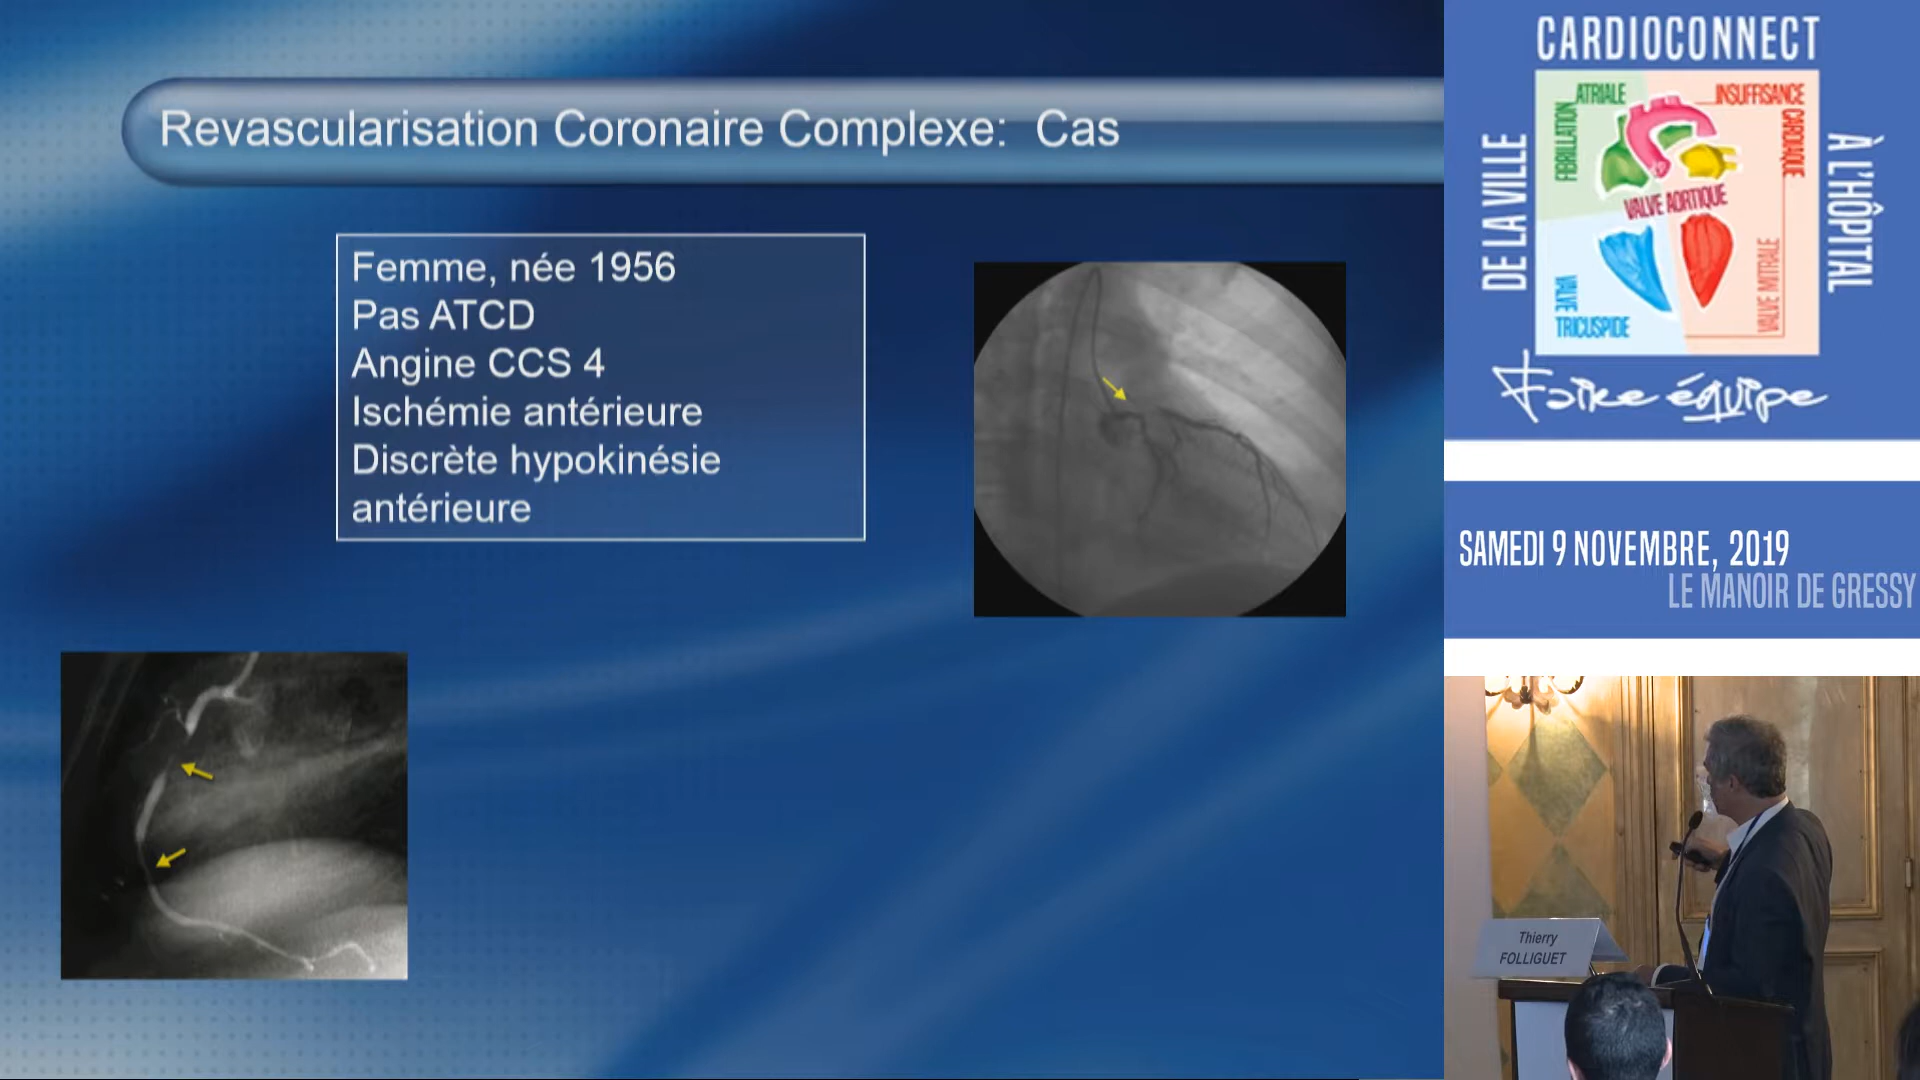 Revascularisation Coronaire Complexe: Cas
Femme, née 1956
Pas ATCD
Angine CCS 4
Ischémie antérieure
Discrète hypokinésie
antérieure
CARDIOCONNECT
DE LA VILLE
À L'HÔPITAL
FIBRILLATION
ATRIALE
INSUFFISANCE
CARDIAQUE
VALVE AORTIQUE
VALVE
TRICUSPIDE
VALVE MITRALE
Faire équipe
SAMEDI 9 NOVEMBRE, 2019
LE MANOIR DE GRESSY
Thierry
FOLLIGUET